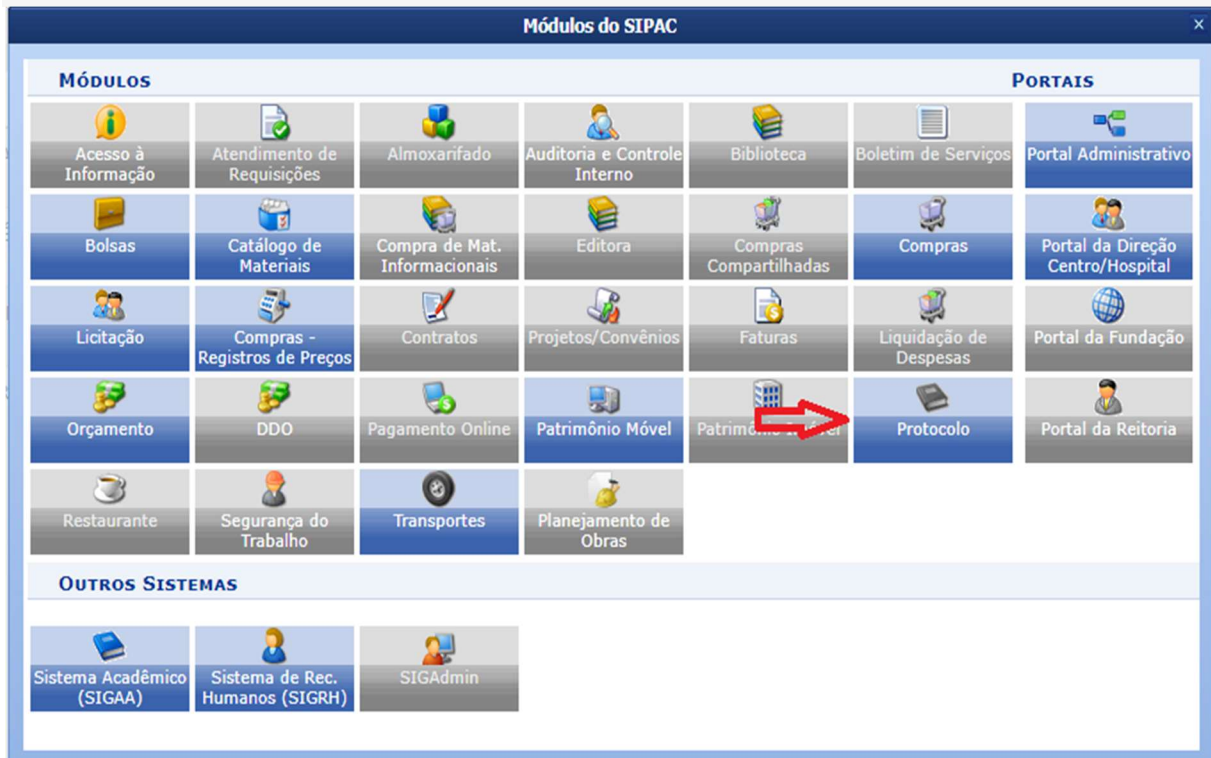 Módulos do SIPAC
MÓDULOS
PORTAIS
Acesso à
Informação
Atendimento de
Requisições
Almoxarifado
Auditoria e Controle
Interno
Biblioteca
Boletim de Serviços
Portal Administrativo
Bolsas
Catálogo de
Materiais
Compra de Mat.
Informacionais
Editora
Compras
Compartilhadas
Compras
Portal da Direção
Centro/Hospital
Licitação
Compras -
Registros de Preços
Contratos
Projetos/Convênios
Faturas
Liquidação de
Despesas
Portal da Fundação
Orçamento
DDO
Pagamento Online
Patrimônio Móvel
Patrimônio Imóvel
Protocolo
Portal da Reitoria
Restaurante
Segurança do
Trabalho
Transportes
Planejamento de
Obras
OUTROS SISTEMAS
Sistema Acadêmico
(SIGAA)
Sistema de Rec.
Humanos (SIGRH)
SIGAdmin